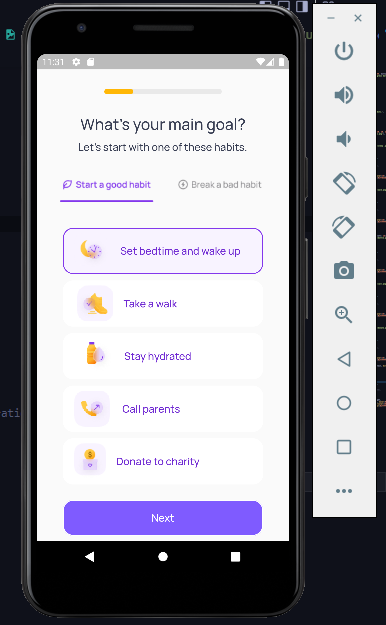 11:31
What's your main goal?
Let's start with one of these habits.
Start a good habit
Break a bad habit
Set bedtime and wake up
Take a walk
Stay hydrated
Call parents
Donate to charity
Next